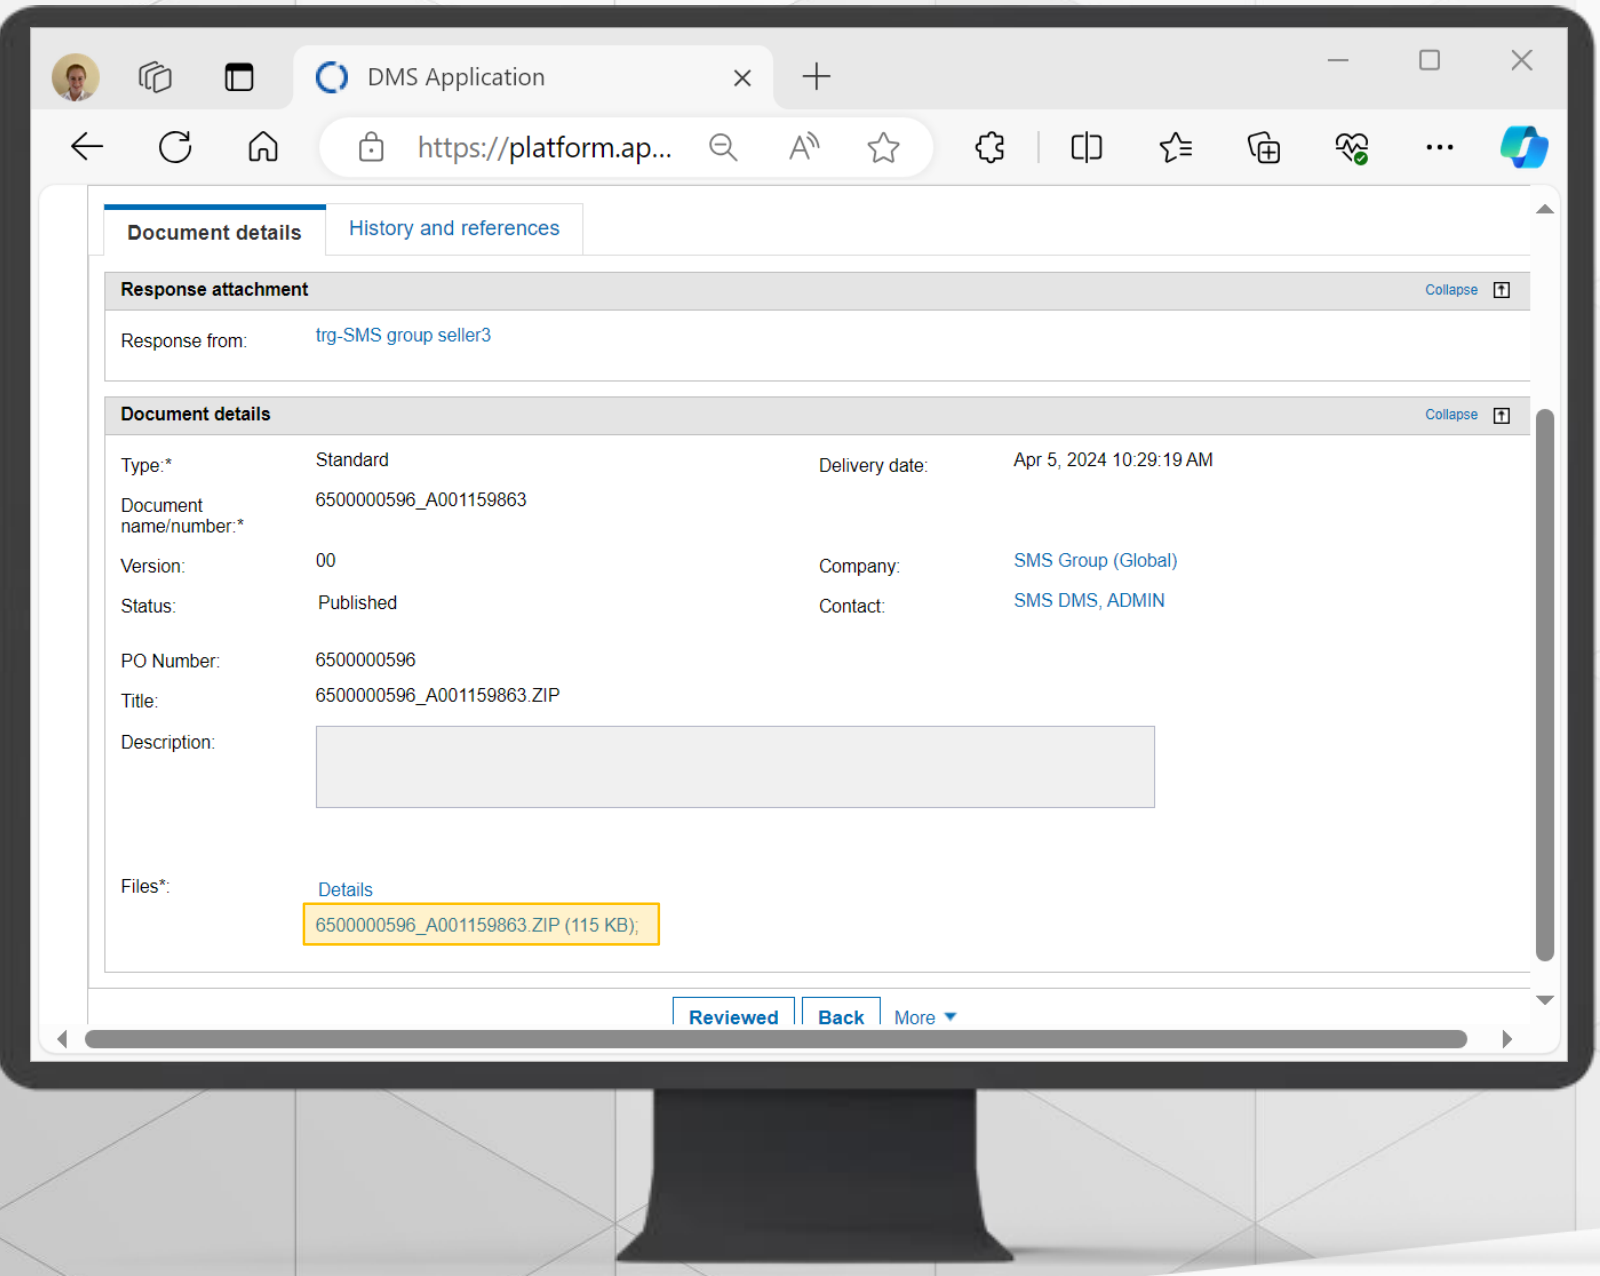 DMS Application
https://platform.ap...
Document details
History and references
Response attachment
Collapse
Response from:
trg-SMS group seller3
Document details
Collapse
Type:*
Standard
Delivery date:
Apr 5, 2024 10:29:19 AM
Document
name/number:*
6500000596_A001159863
Version:
00
Company:
SMS Group (Global)
Status:
Published
Contact:
SMS DMS, ADMIN
PO Number:
6500000596
Title:
6500000596_A001159863.ZIP
Description:
Files*:
Details
6500000596_A001159863.ZIP (115 KB);
Reviewed
Back
More